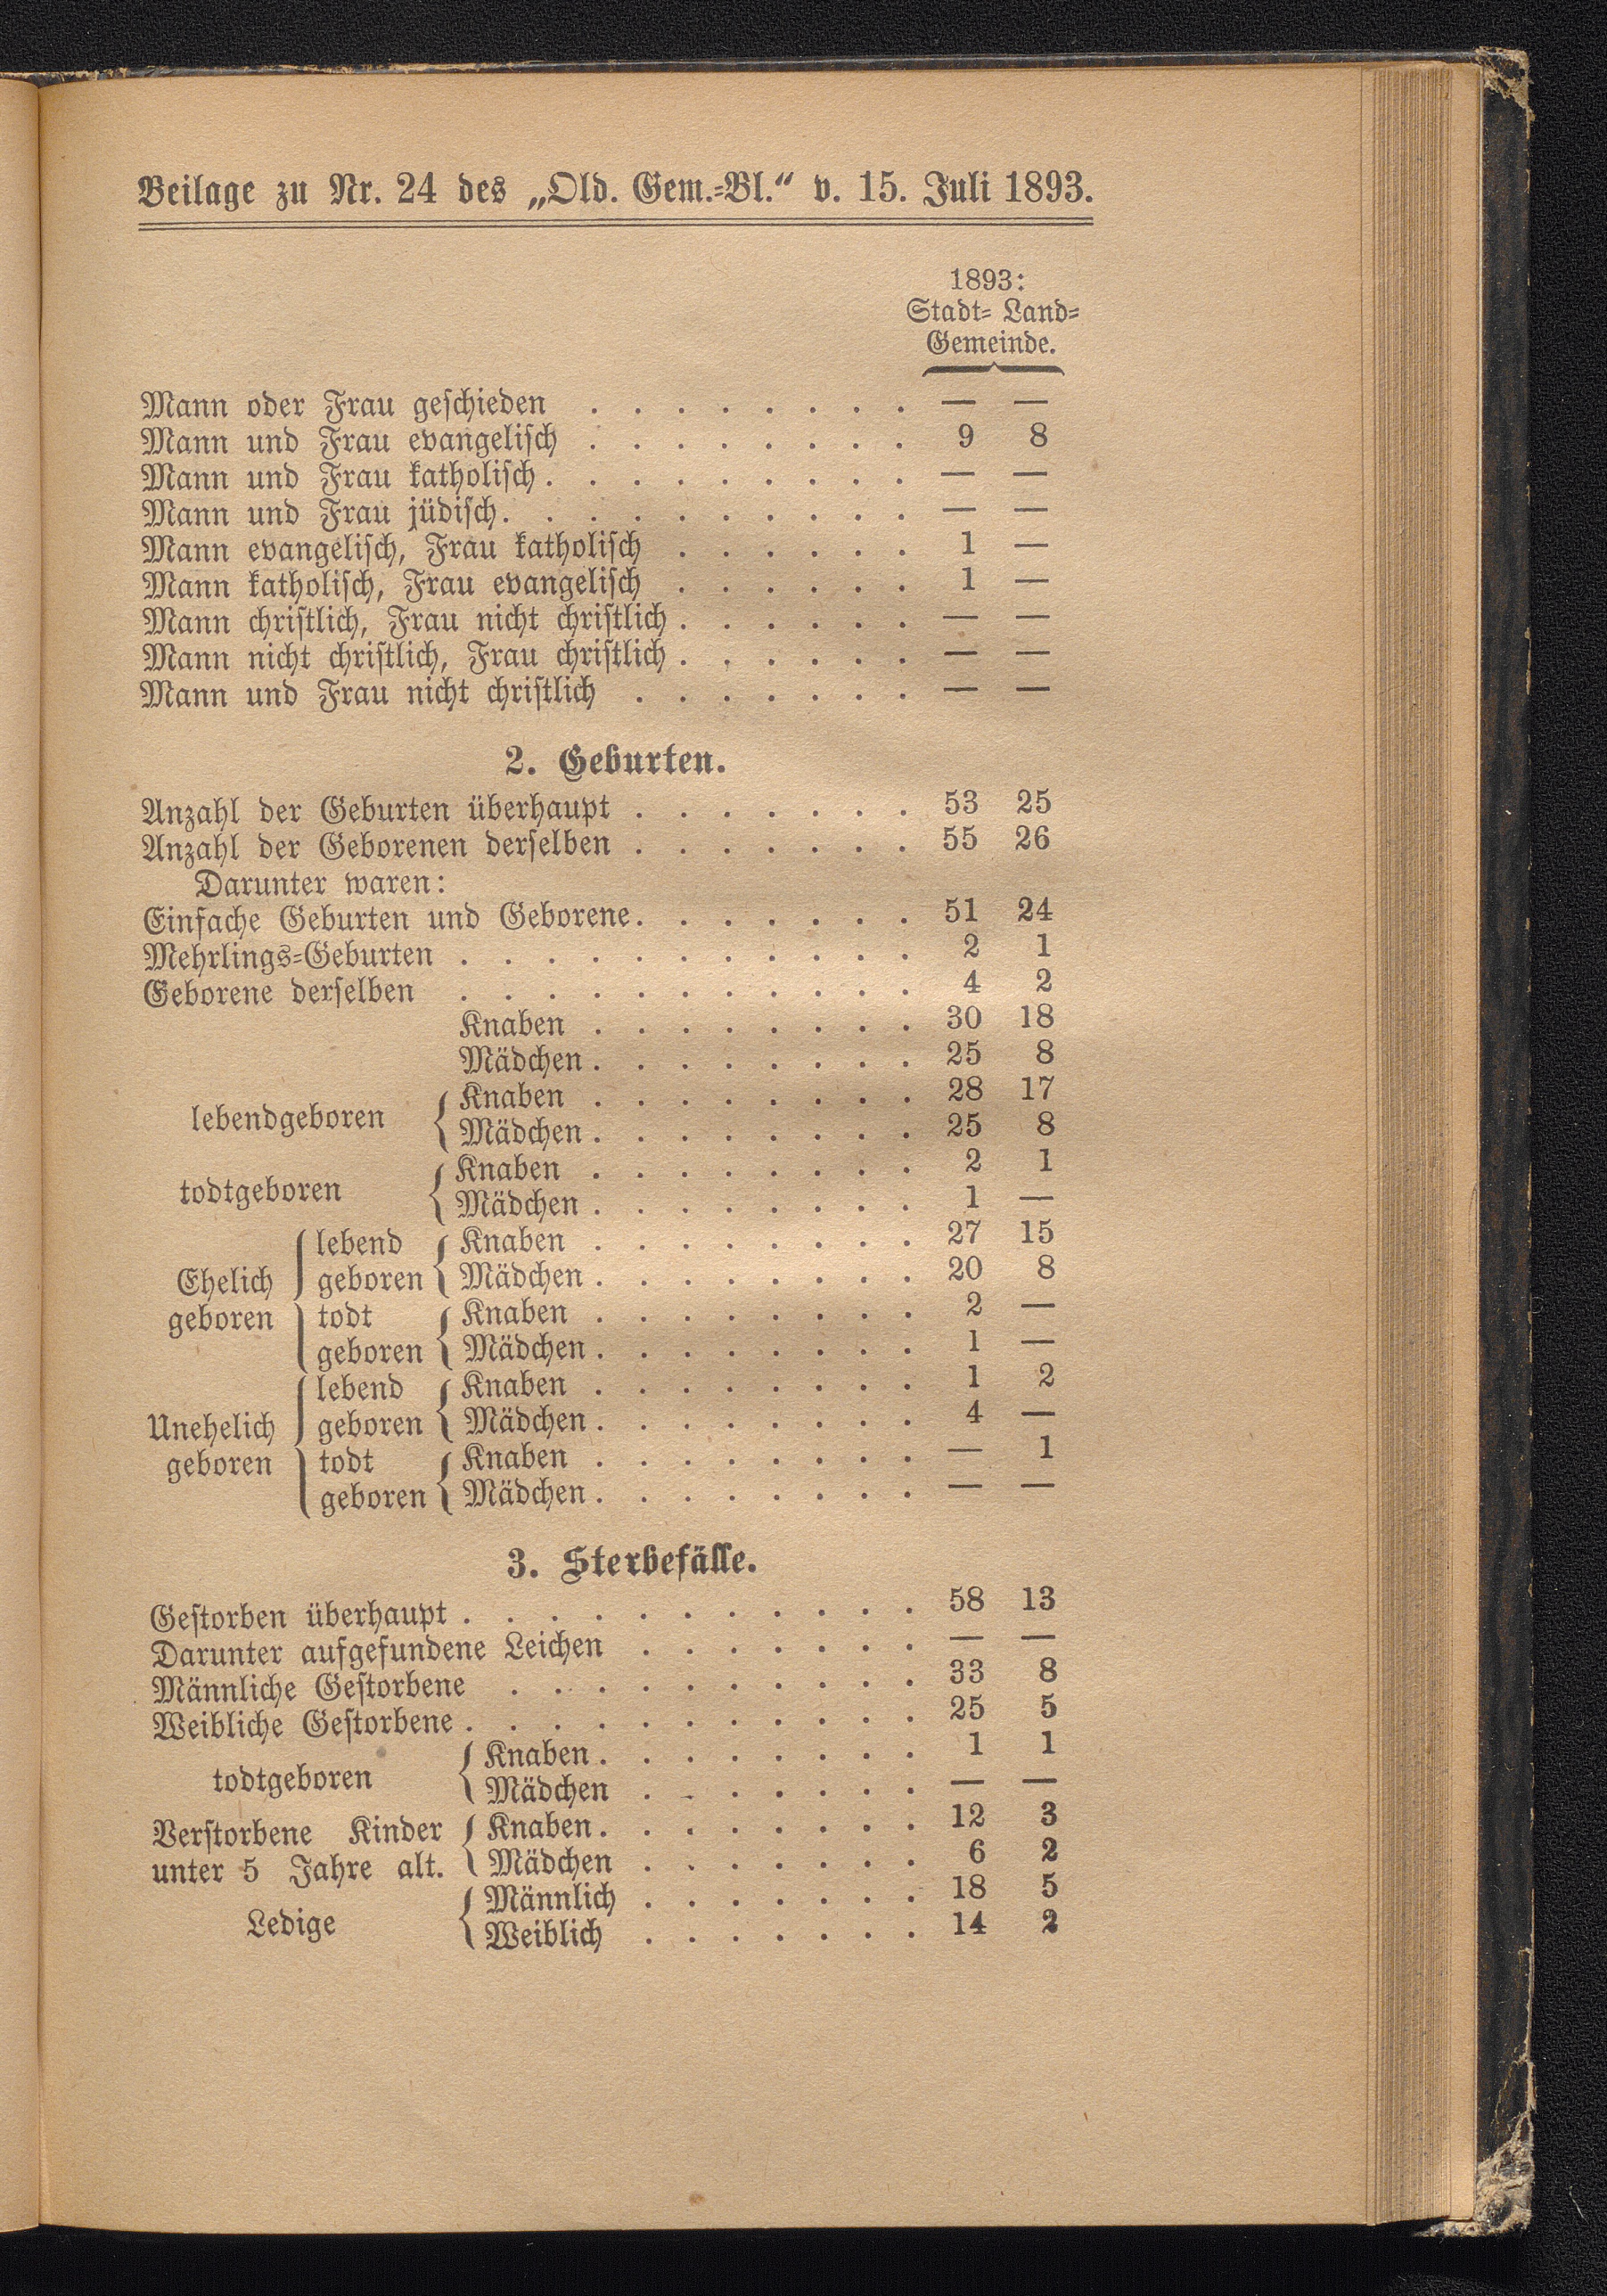 Beilage zu Nr. 24 des „Old. Gem.-Bl.“ v. 15. Juli 1893.
1893:
Stadt- Land-
Gemeinde.
Mann oder Frau geschieden . . . . . . . . — —
Mann und Frau evangelisch . . . . . . . . 9 8
Mann und Frau katholisch . . . . . . . . . — —
Mann und Frau jüdisch . . . . . . . . . . — —
Mann evangelisch, Frau katholisch . . . . . . 1 —
Mann katholisch, Frau evangelisch . . . . . . 1 —
Mann christlich, Frau nicht christlich . . . . . . — —
Mann nicht christlich, Frau christlich . . . . . . — —
Mann und Frau nicht christlich . . . . . . . — —
2. Geburten.
Anzahl der Geburten überhaupt . . . . . . . 53 25
Anzahl der Geborenen derselben . . . . . . . 55 26
Darunter waren:
Einfache Geburten und Geborene . . . . . . . 51 24
Mehrlings-Geburten . . . . . . . . . . . 2 1
Geborene derselben . . . . . . . . . . . 4 2
Knaben . . . . . . . . 30 18
Mädchen . . . . . . . . 25 8
lebendgeboren { Knaben . . . . . . . . 28 17
Mädchen . . . . . . . . 25 8
todtgeboren { Knaben . . . . . . . . 2 1
Mädchen . . . . . . . . 1 —
Ehelich geboren { lebend geboren { Knaben . . . . . . . . 27 15
Mädchen . . . . . . . . 20 8
todt geboren { Knaben . . . . . . . . 2 —
Mädchen . . . . . . . . 1 —
Unehelich geboren { lebend geboren { Knaben . . . . . . . . 1 2
Mädchen . . . . . . . . 4 —
todt geboren { Knaben . . . . . . . . — 1
Mädchen . . . . . . . . — —
3. Sterbefälle.
Gestorben überhaupt . . . . . . . . . . . 58 13
Darunter aufgefundene Leichen . . . . . . . — —
Männliche Gestorbene . . . . . . . . . . 33 8
Weibliche Gestorbene . . . . . . . . . . . 25 5
todtgeboren { Knaben . . . . . . . . 1 1
Mädchen . . . . . . . — —
Verstorbene Kinder unter 5 Jahre alt. { Knaben . . . . . . . . 12 3
Mädchen . . . . . . . 6 2
Ledige { Männlich . . . . . . . 18 5
Weiblich . . . . . . . 14 2